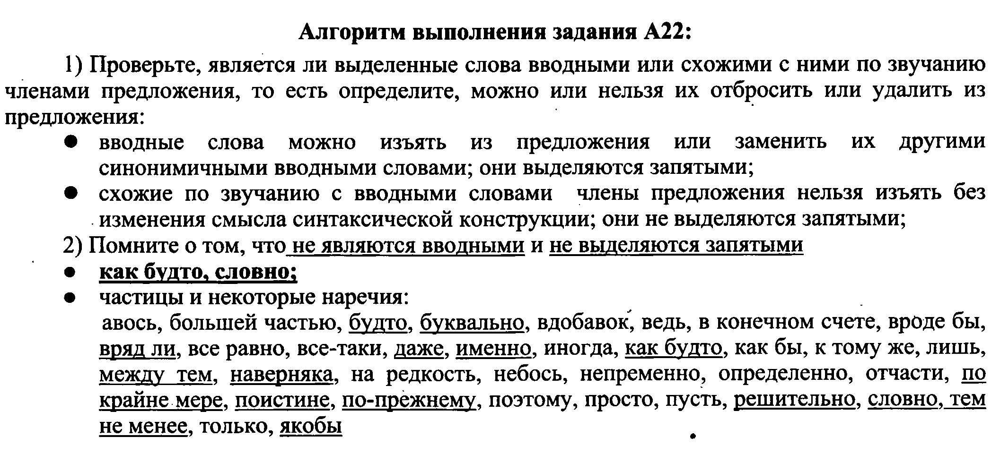 Алгоритм выполнения задания А22:
1) Проверьте, является ли выделенные слова вводными или схожими с ними по звучанию
членами предложения, то есть определите, можно или нельзя их отбросить или удалить из
предложения:
● вводные слова можно изъять из предложения или заменить их другими
синонимичными вводными словами; они выделяются запятыми;
● схожие по звучанию с вводными словами члены предложения нельзя изъять без
изменения смысла синтаксической конструкции; они не выделяются запятыми;
2) Помните о том, что не являются вводными и не выделяются запятыми
● как будто, словно;
● частицы и некоторые наречия:
авось, большей частью, будто, буквально, вдобавок, ведь, в конечном счете, вроде бы,
вряд ли, все равно, все-таки, даже, именно, иногда, как будто, как бы, к тому же, лишь,
между тем, наверняка, на редкость, небось, непременно, определенно, отчасти, по
крайне мере, поистине, по-прежнему, поэтому, просто, пусть, решительно, словно, тем
не менее, только, якобы